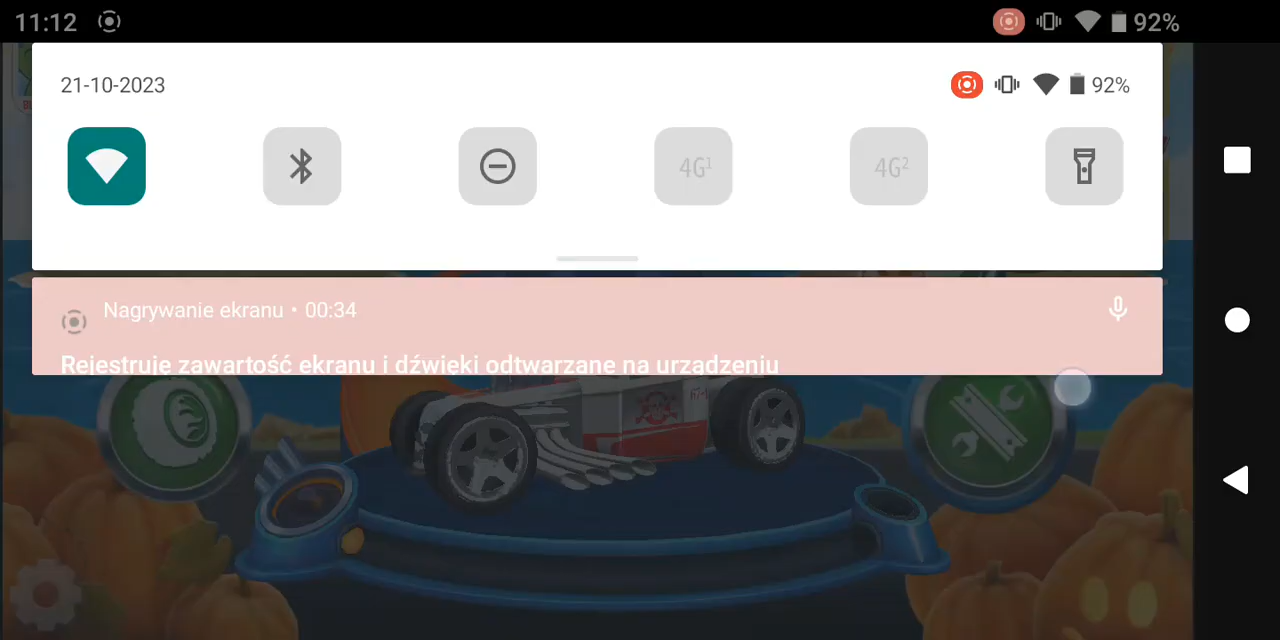 11:12
92%
21-10-2023
92%
4G1
4G2
Nagrywanie ekranu • 00:34
Rejestruję zawartość ekranu i dźwięki odtwarzane na urządzeniu